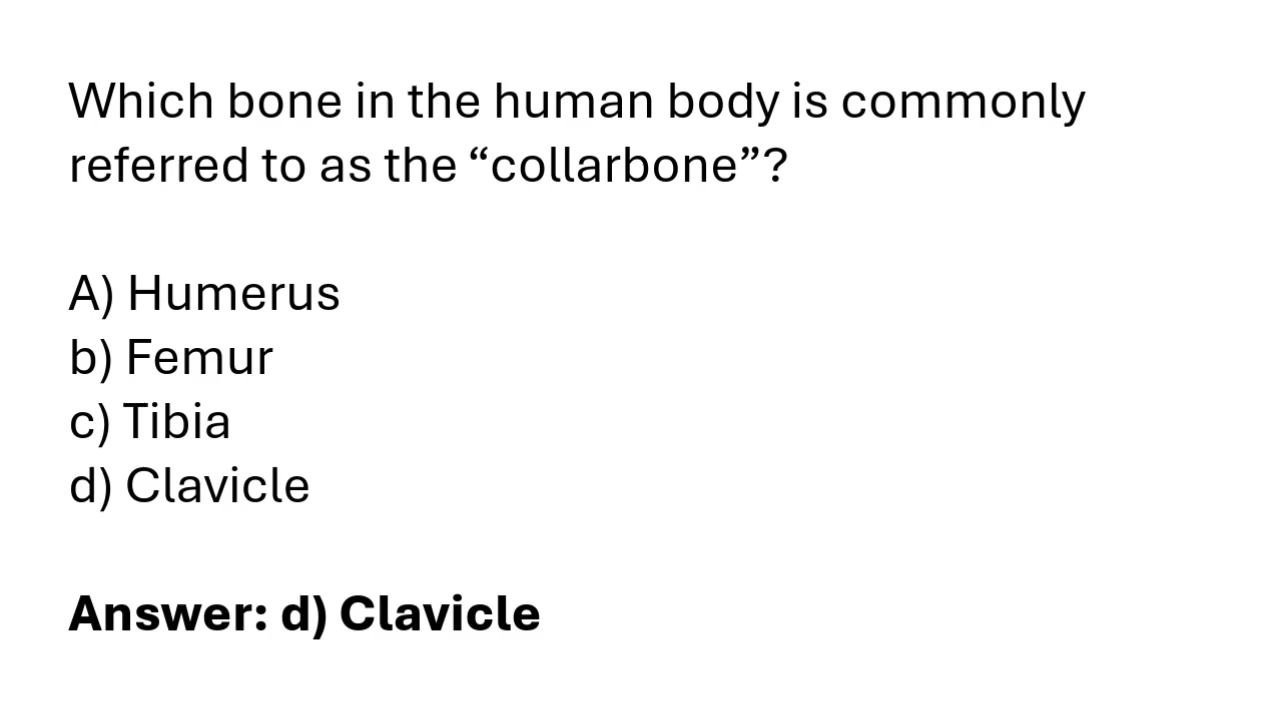 Which bone in the human body is commonly
referred to as the “collarbone”?
A) Humerus
b) Femur
c) Tibia
d) Clavicle
Answer: d) Clavicle